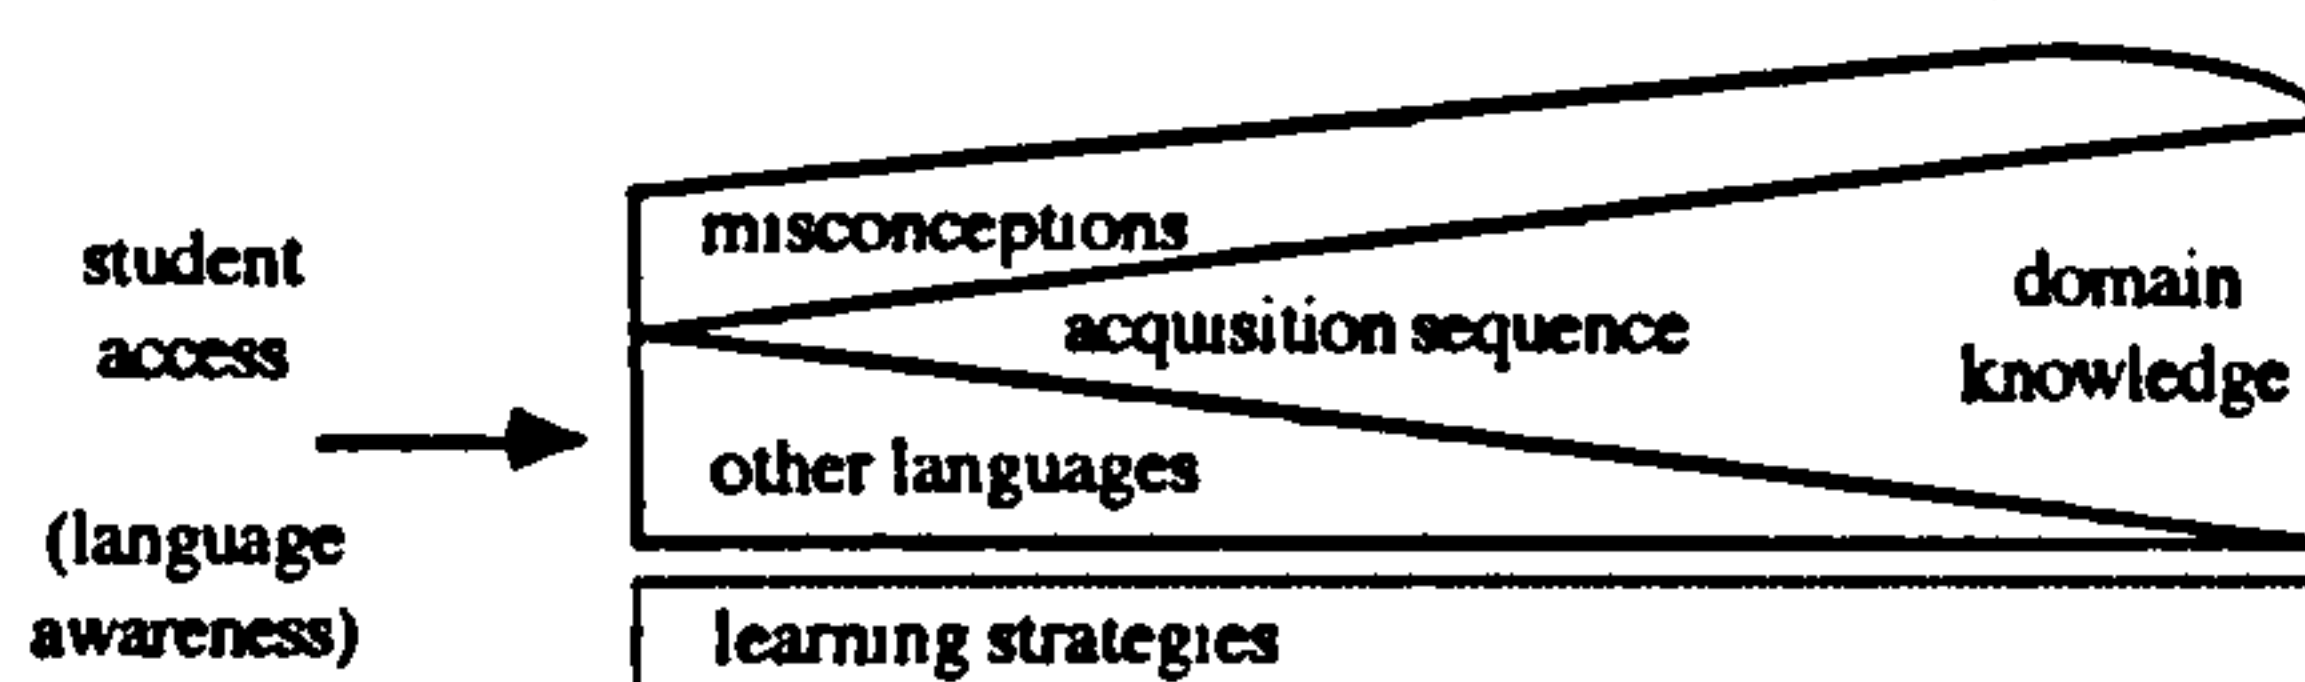 student
access
(language
awareness)
misconceptions
acquisition sequence
domain
knowledge
other languages
learning strategies